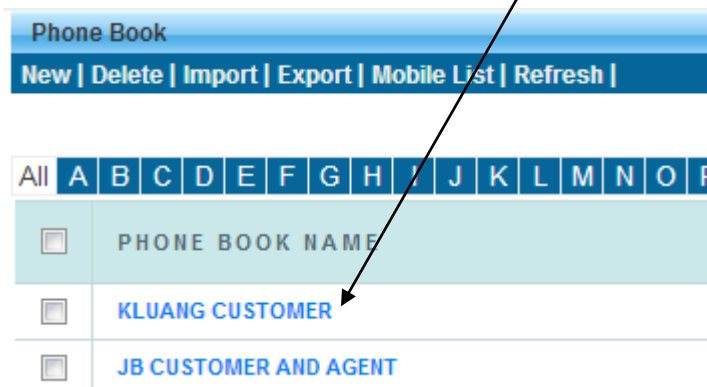 Phone Book
New | Delete | Import | Export | Mobile List | Refresh |
All A B C D E F G H I J K L M N O P
PHONE BOOK NAME
KLUANG CUSTOMER
JB CUSTOMER AND AGENT